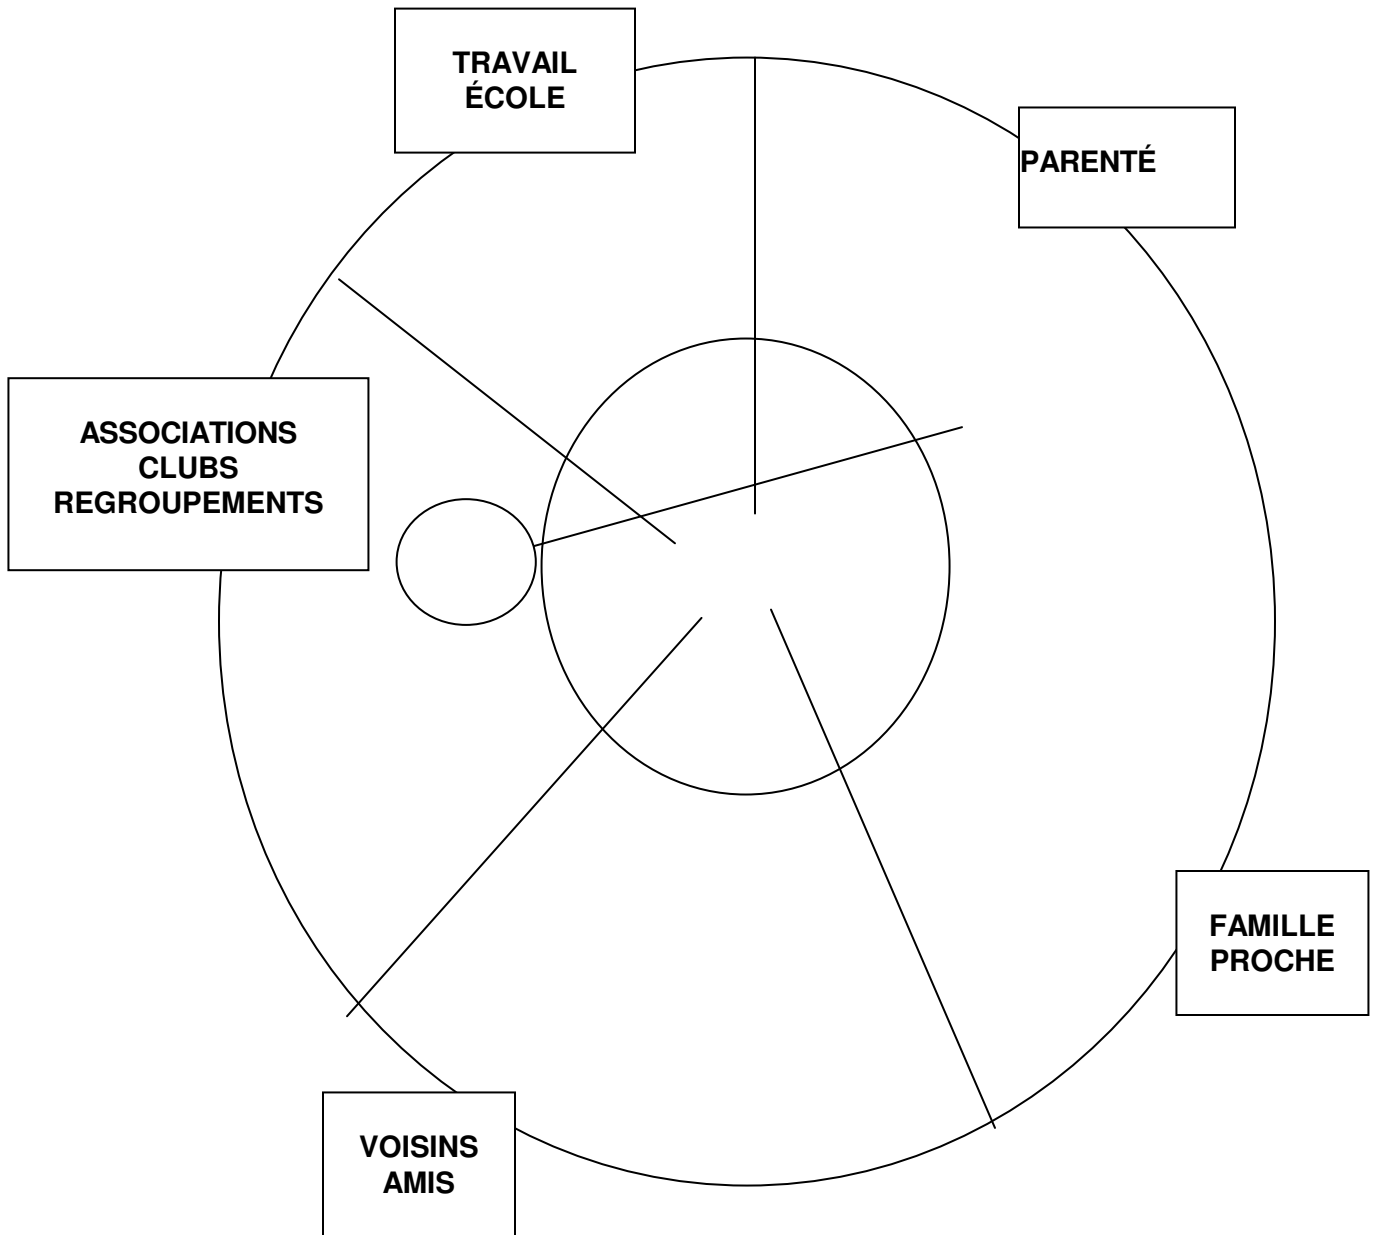 TRAVAIL
ÉCOLE
PARENTÉ
ASSOCIATIONS
CLUBS
REGROUPEMENTS
FAMILLE
PROCHE
VOISINS
AMIS